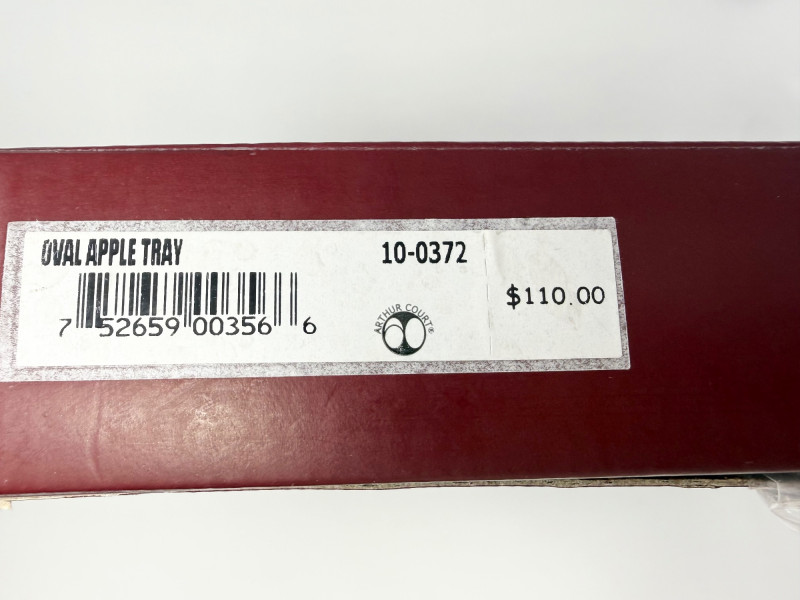 OVAL APPLE TRAY 10-0372
$110.00
7 52659 00356 6
ARTHUR COURT®